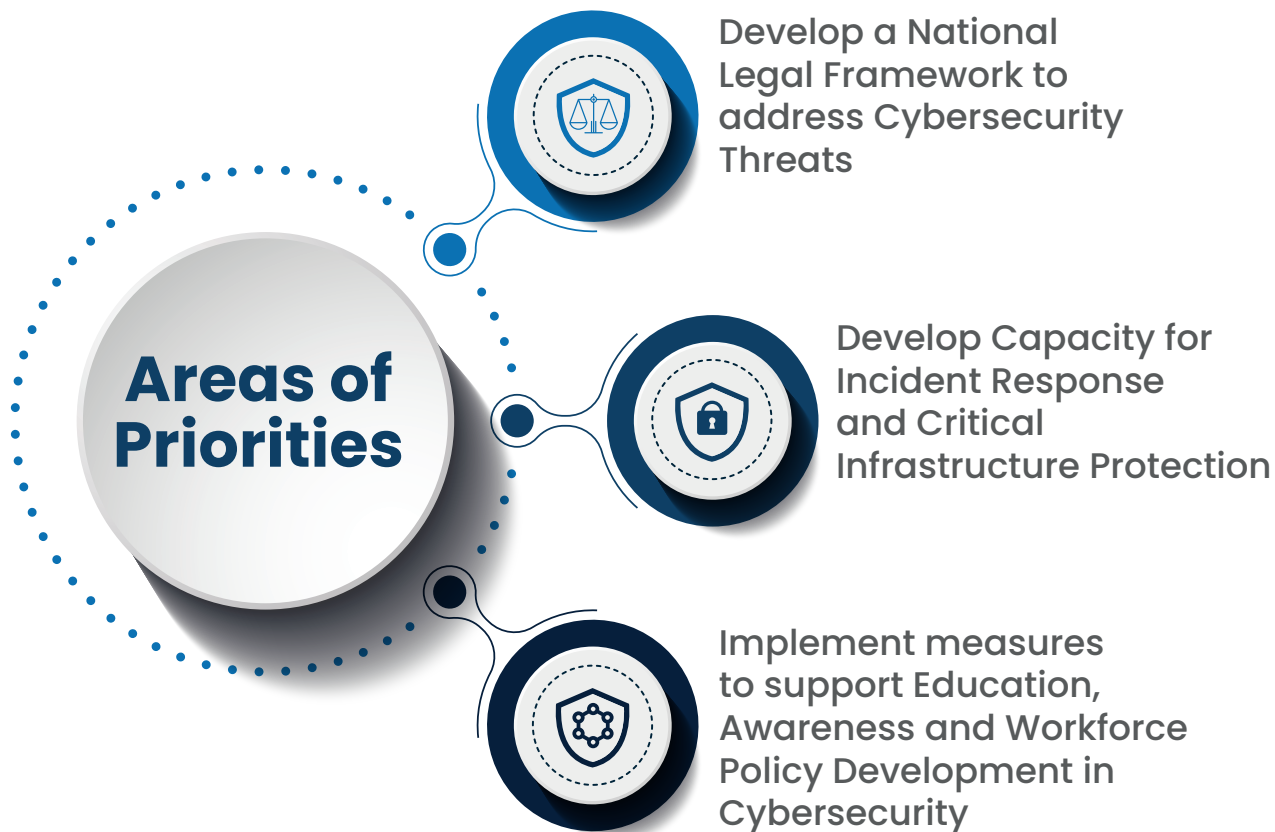 Develop a National
Legal Framework to
address Cybersecurity
Threats
Areas of
Priorities
Develop Capacity for
Incident Response
and Critical
Infrastructure Protection
Implement measures
to support Education,
Awareness and Workforce
Policy Development in
Cybersecurity